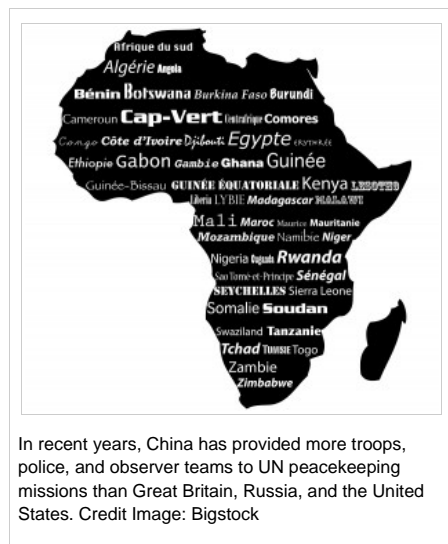 Afrique du sud
Algérie Angola
Bénin Botswana Burkina Faso Burundi
Cameroun Cap-Vert Centrafrique Comores
Congo Côte d'Ivoire Djibouti Egypte ERYTHRÉE
Ethiopie Gabon Gambie Ghana Guinée
Guinée-Bissau GUINÉE ÉQUATORIALE Kenya LESOTHO
Liberia LYBIE Madagascar MALAWI
Mali Maroc Maurice Mauritanie
Mozambique Namibie Niger
Nigeria Ouganda Rwanda
Sao Tomé-et-Principe Sénégal
SEYCHELLES Sierra Leone
Somalie Soudan
Swaziland Tanzanie
Tchad TUNISIE Togo
Zambie
Zimbabwe
In recent years, China has provided more troops,
police, and observer teams to UN peacekeeping
missions than Great Britain, Russia, and the United
States. Credit Image: Bigstock